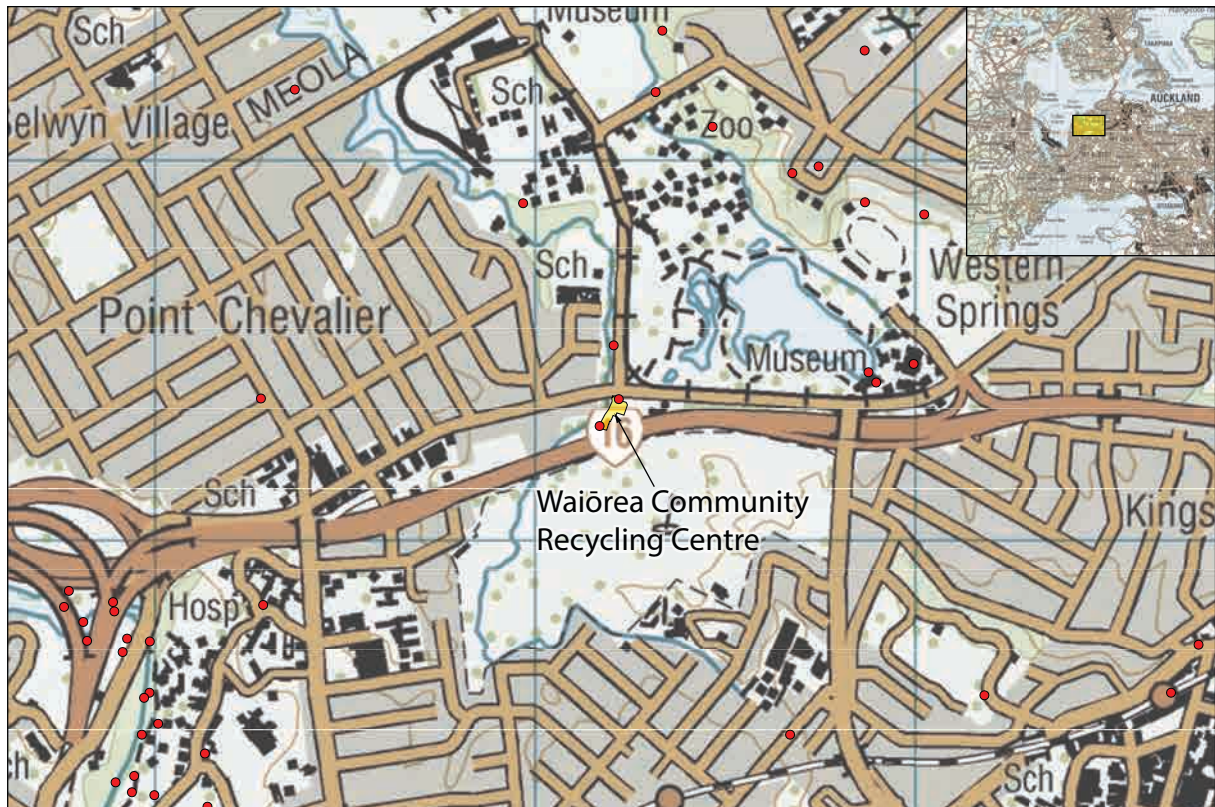 Museum
Sch
MEOLA
Sch
Selwyn Village
Zoo
AUCKLAND
Sch
Western
Springs
Point Chevalier
Museum
16
Sch
Waiōrea Community
Recycling Centre
Kings
Hosp
Sch